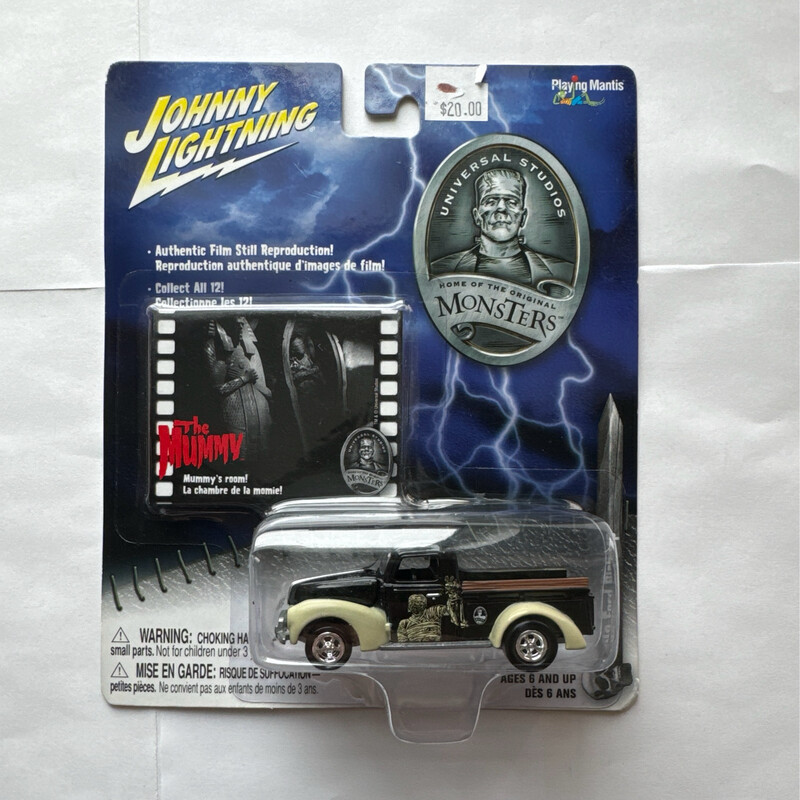 JOHNNY
LIGHTNING
$20.00
Playing Mantis
UNIVERSAL STUDIOS
HOME OF THE ORIGINAL
MONSTERS™
• Authentic Film Still Reproduction!
Reproduction authentique d'images de film!
• Collect All 12!
Collectionne les 12!
The
MUMMY
Mummy's room!
La chambre de la momie!
UNIVERSAL STUDIOS
MONSTERS
WARNING: CHOKING HA
small parts. Not for children under 3
MISE EN GARDE: RISQUE DE SUFFOCATION—
petites pièces. Ne convient pas aux enfants de moins de 3 ans.
AGES 6 AND UP
DÈS 6 ANS